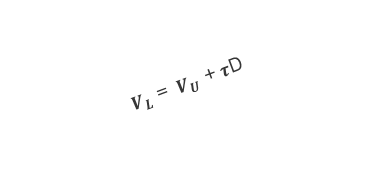 V_L = V_U + τD